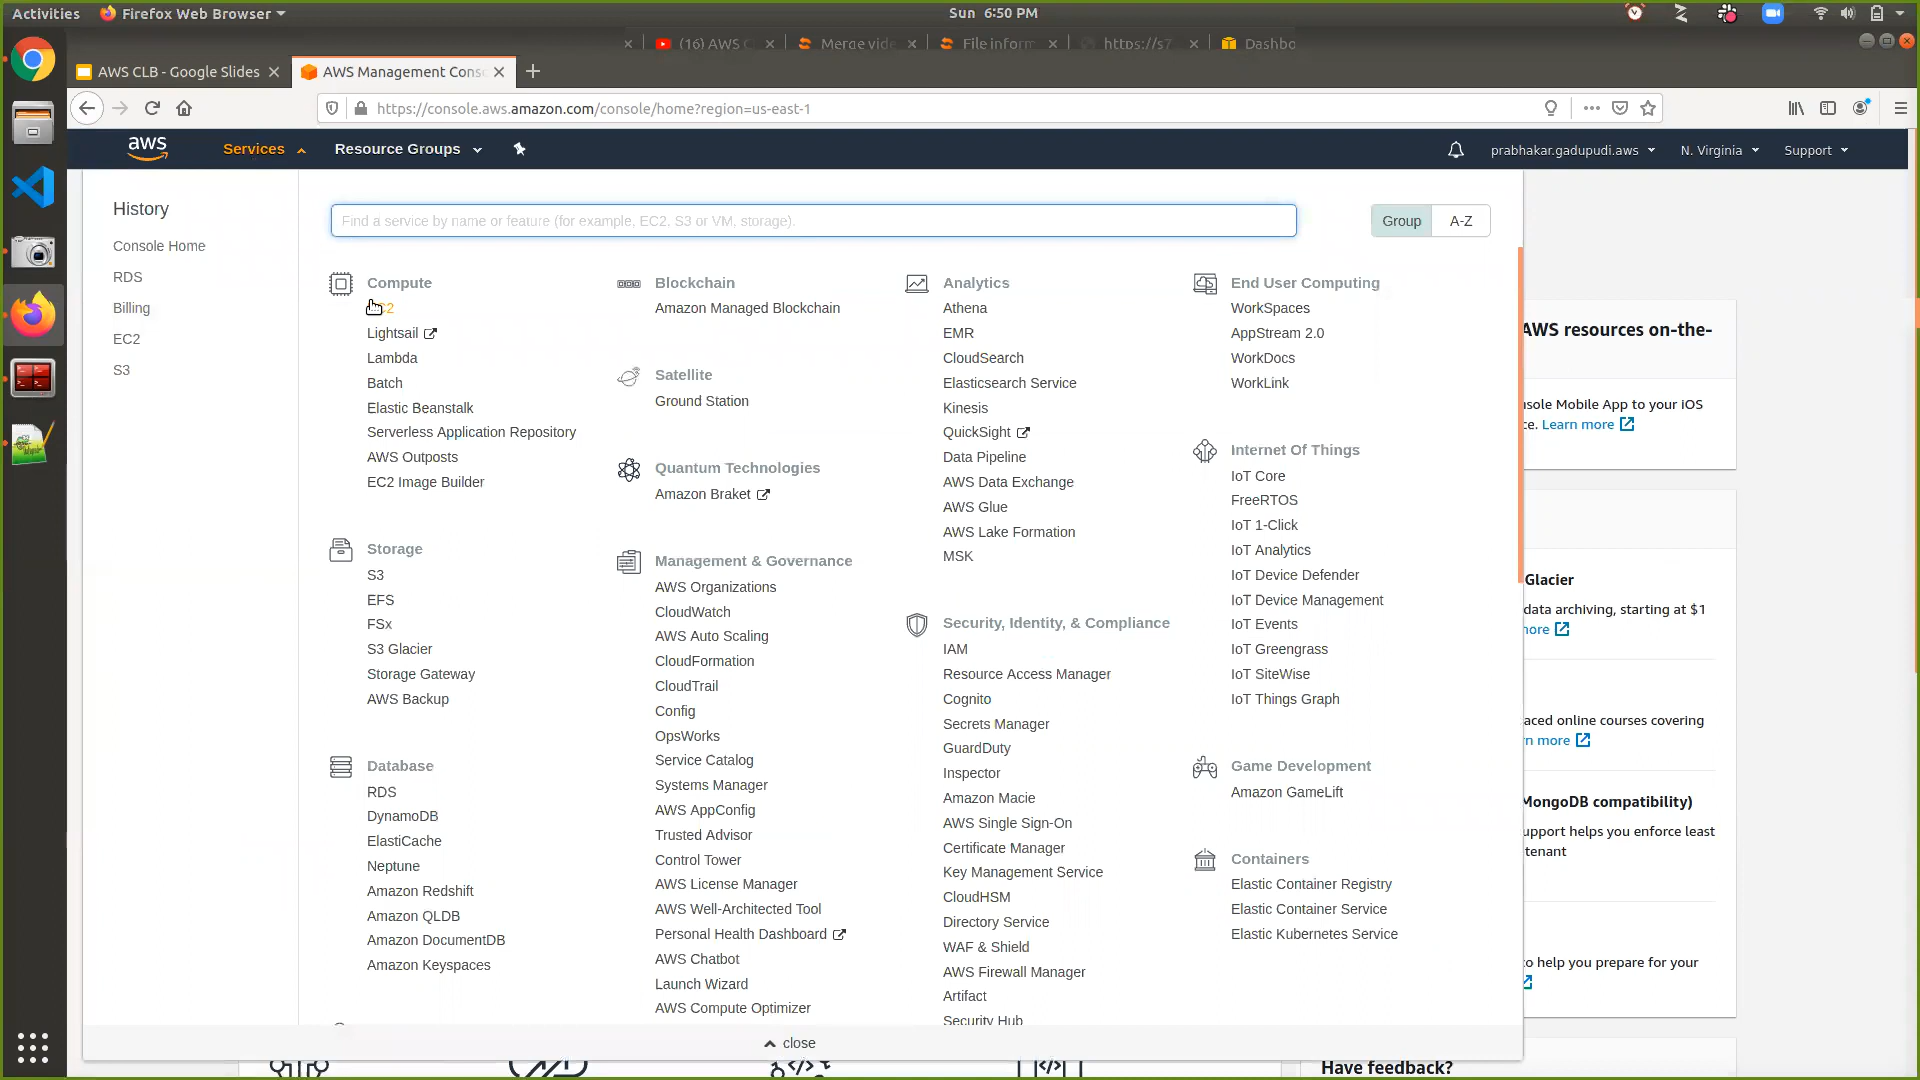 Activities
Firefox Web Browser
Sun 6:50 PM
(16) AWS C
Merge vide
File inform
https://s7
Dashbo
AWS CLB - Google Slides
AWS Management Conso
https://console.aws.amazon.com/console/home?region=us-east-1
aws
Services
Resource Groups
prabhakar.gadupudi.aws
N. Virginia
Support
History
Console Home
RDS
Billing
EC2
S3
Find a service by name or feature (for example, EC2, S3 or VM, storage).
Group
A-Z
Compute
Lightsail
Lambda
Batch
Elastic Beanstalk
Serverless Application Repository
AWS Outposts
EC2 Image Builder
Storage
S3
EFS
FSx
S3 Glacier
Storage Gateway
AWS Backup
Database
RDS
DynamoDB
ElastiCache
Neptune
Amazon Redshift
Amazon QLDB
Amazon DocumentDB
Amazon Keyspaces
Blockchain
Amazon Managed Blockchain
Satellite
Ground Station
Quantum Technologies
Amazon Braket
Management & Governance
AWS Organizations
CloudWatch
AWS Auto Scaling
CloudFormation
CloudTrail
Config
OpsWorks
Service Catalog
Systems Manager
AWS AppConfig
Trusted Advisor
Control Tower
AWS License Manager
AWS Well-Architected Tool
Personal Health Dashboard
AWS Chatbot
Launch Wizard
AWS Compute Optimizer
Analytics
Athena
EMR
CloudSearch
Elasticsearch Service
Kinesis
QuickSight
Data Pipeline
AWS Data Exchange
AWS Glue
AWS Lake Formation
MSK
Security, Identity, & Compliance
IAM
Resource Access Manager
Cognito
Secrets Manager
GuardDuty
Inspector
Amazon Macie
AWS Single Sign-On
Certificate Manager
Key Management Service
CloudHSM
Directory Service
WAF & Shield
AWS Firewall Manager
Artifact
Security Hub
End User Computing
WorkSpaces
AppStream 2.0
WorkDocs
WorkLink
Internet Of Things
IoT Core
FreeRTOS
IoT 1-Click
IoT Analytics
IoT Device Defender
IoT Device Management
IoT Events
IoT Greengrass
IoT SiteWise
IoT Things Graph
Game Development
Amazon GameLift
Containers
Elastic Container Registry
Elastic Container Service
Elastic Kubernetes Service
close
AWS resources on-the-
nsole Mobile App to your iOS
ce. Learn more
Glacier
data archiving, starting at $1
more
aced online courses covering
rn more
MongoDB compatibility)
upport helps you enforce least
tenant
to help you prepare for your
Have feedback?